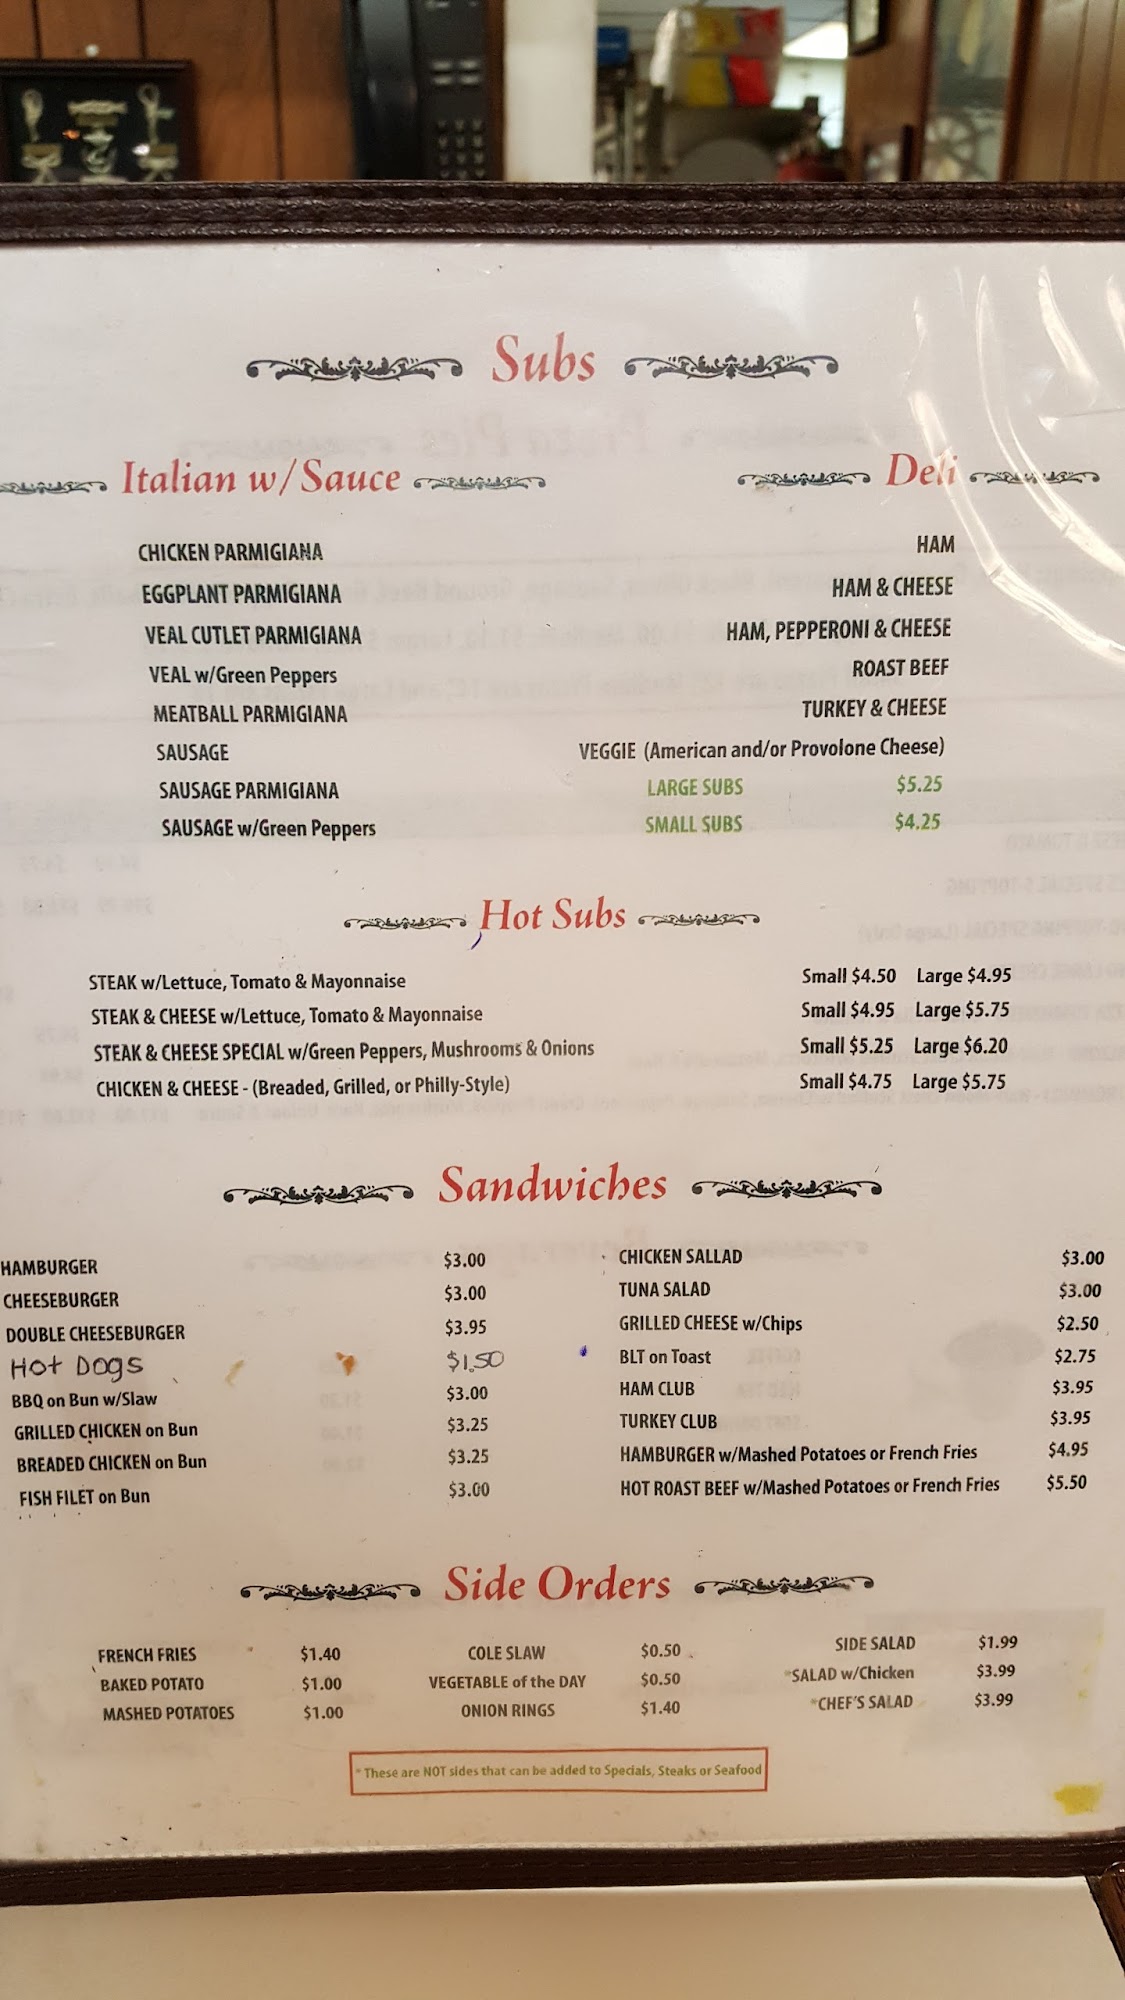 Subs
Italian w/Sauce
CHICKEN PARMIGIANA
EGGPLANT PARMIGIANA
VEAL CUTLET PARMIGIANA
VEAL w/Green Peppers
MEATBALL PARMIGIANA
SAUSAGE
SAUSAGE PARMIGIANA
SAUSAGE w/Green Peppers
Deli
HAM
HAM & CHEESE
HAM, PEPPERONI & CHEESE
ROAST BEEF
TURKEY & CHEESE
VEGGIE (American and/or Provolone Cheese)
LARGE SUBS $5.25
SMALL SUBS $4.25
Hot Subs
STEAK w/Lettuce, Tomato & Mayonnaise Small $4.50 Large $4.95
STEAK & CHEESE w/Lettuce, Tomato & Mayonnaise Small $4.95 Large $5.75
STEAK & CHEESE SPECIAL w/Green Peppers, Mushrooms & Onions Small $5.25 Large $6.20
CHICKEN & CHEESE - (Breaded, Grilled, or Philly-Style) Small $4.75 Large $5.75
Sandwiches
HAMBURGER $3.00
CHEESEBURGER $3.00
DOUBLE CHEESEBURGER $3.95
Hot Dogs $1.50
BBQ on Bun w/Slaw $3.00
GRILLED CHICKEN on Bun $3.25
BREADED CHICKEN on Bun $3.25
FISH FILET on Bun $3.00
CHICKEN SALLAD $3.00
TUNA SALAD $3.00
GRILLED CHEESE w/Chips $2.50
BLT on Toast $2.75
HAM CLUB $3.95
TURKEY CLUB $3.95
HAMBURGER w/Mashed Potatoes or French Fries $4.95
HOT ROAST BEEF w/Mashed Potatoes or French Fries $5.50
Side Orders
FRENCH FRIES $1.40
BAKED POTATO $1.00
MASHED POTATOES $1.00
COLE SLAW $0.50
VEGETABLE of the DAY $0.50
ONION RINGS $1.40
SIDE SALAD $1.99
*SALAD w/Chicken $3.99
*CHEF'S SALAD $3.99
* These are NOT sides that can be added to Specials, Steaks or Seafood